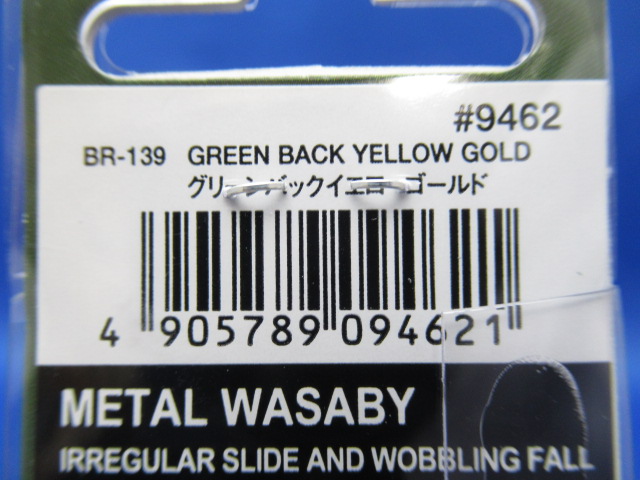 #9462
BR-139 GREEN BACK YELLOW GOLD
グリーンバックイエローゴールド
4 905789 094621
METAL WASABY
IRREGULAR SLIDE AND WOBBLING FALL